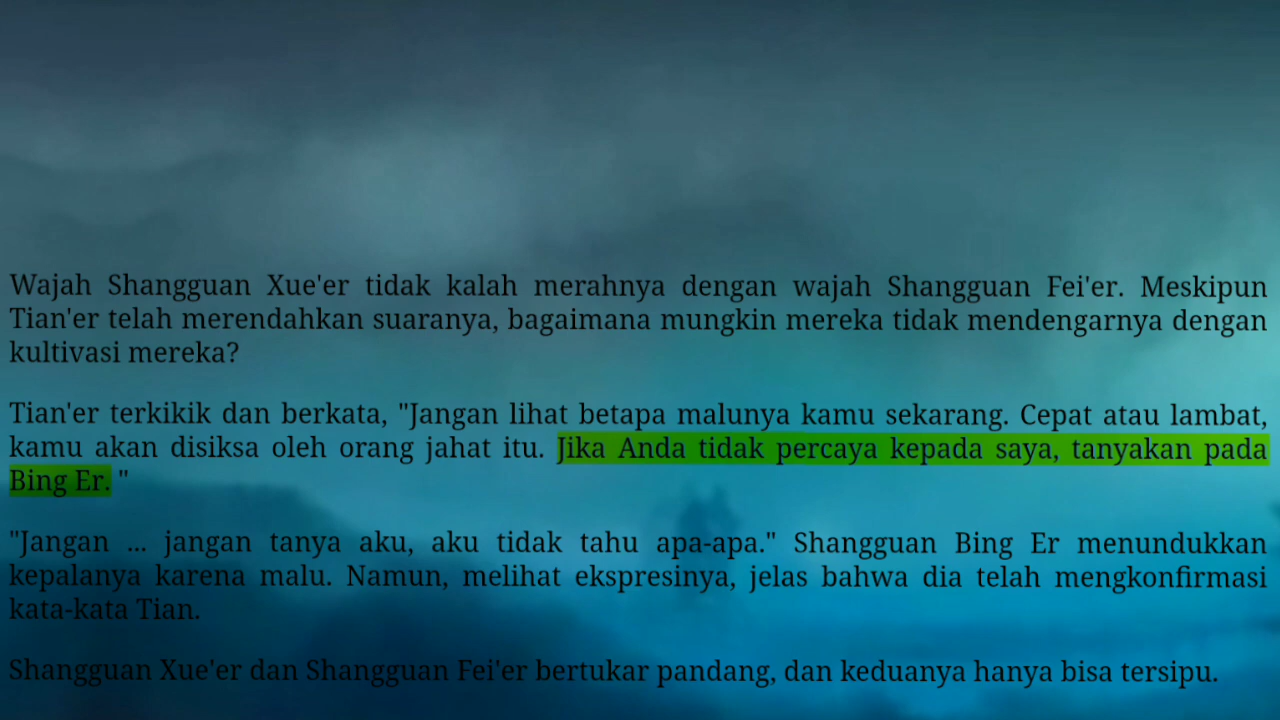 Wajah Shangguan Xue'er tidak kalah merahnya dengan wajah Shangguan Fei'er. Meskipun
Tian'er telah merendahkan suaranya, bagaimana mungkin mereka tidak mendengarnya dengan
kultivasi mereka?
Tian'er terkikik dan berkata, "Jangan lihat betapa malunya kamu sekarang. Cepat atau lambat,
kamu akan disiksa oleh orang jahat itu. Jika Anda tidak percaya kepada saya, tanyakan pada
Bing Er. "
"Jangan ... jangan tanya aku, aku tidak tahu apa-apa." Shangguan Bing Er menundukkan
kepalanya karena malu. Namun, melihat ekspresinya, jelas bahwa dia telah mengkonfirmasi
kata-kata Tian.
Shangguan Xue'er dan Shangguan Fei'er bertukar pandang, dan keduanya hanya bisa tersipu.